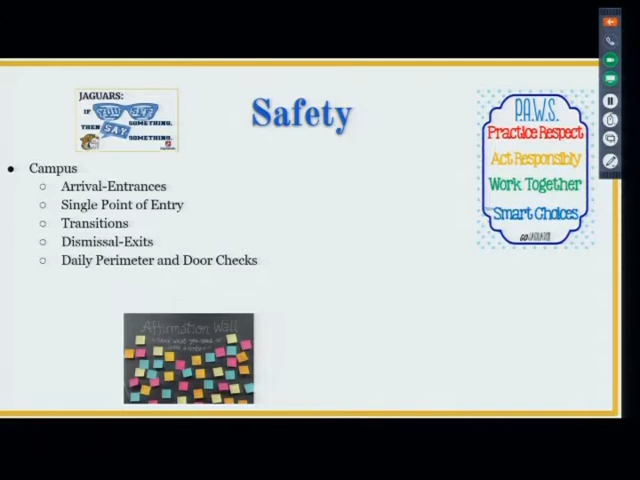 JAGUARS:
IF YOU SEE
SOMETHING,
THEN SAY
SOMETHING.
Safety
P.A.W.S.
Practice Respect
Act Responsibly
Work Together
Smart Choices
● Campus
○ Arrival-Entrances
○ Single Point of Entry
○ Transitions
○ Dismissal-Exits
○ Daily Perimeter and Door Checks
Affirmation Wall